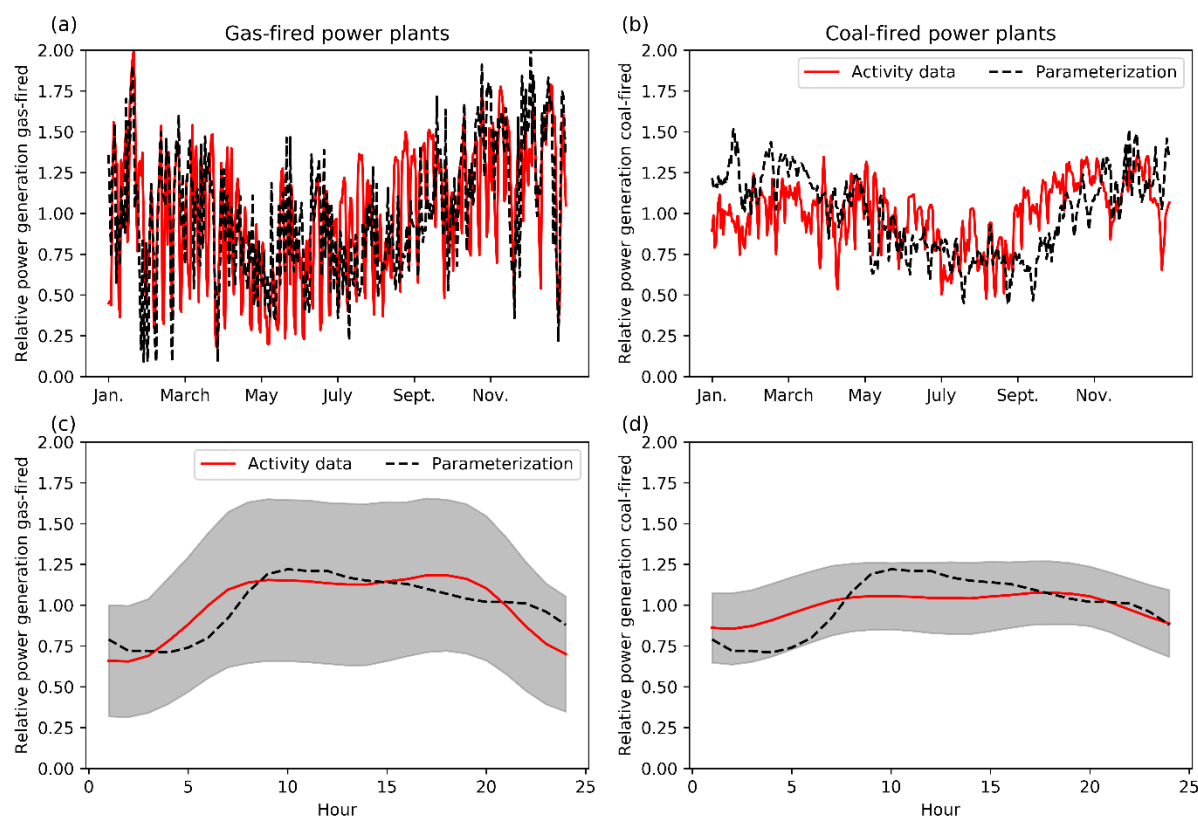 (a)
Gas-fired power plants
Relative power generation gas-fired
2.00
1.75
1.50
1.25
1.00
0.75
0.50
0.25
0.00
Jan. March May July Sept. Nov.
(b)
Coal-fired power plants
Activity data Parameterization
Relative power generation coal-fired
2.00
1.75
1.50
1.25
1.00
0.75
0.50
0.25
0.00
Jan. March May July Sept. Nov.
(c)
Activity data Parameterization
Relative power generation gas-fired
2.00
1.75
1.50
1.25
1.00
0.75
0.50
0.25
0.00
0 5 10 15 20 25
Hour
(d)
Relative power generation coal-fired
2.00
1.75
1.50
1.25
1.00
0.75
0.50
0.25
0.00
0 5 10 15 20 25
Hour